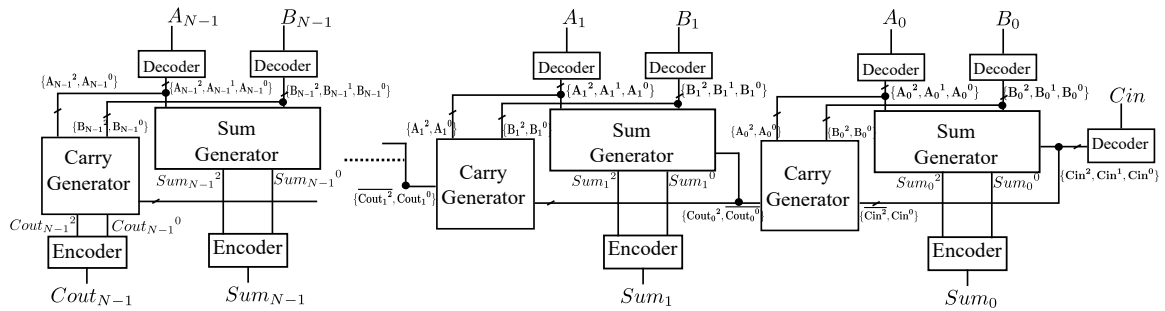 A_{N-1} B_{N-1} A_1 B_1 A_0 B_0
Decoder Decoder Decoder Decoder Decoder Decoder Cin
{A_{N-1}^2, A_{N-1}^0} {A_{N-1}^2, A_{N-1}^1, A_{N-1}^0} {B_{N-1}^2, B_{N-1}^1, B_{N-1}^0} {A_1^2, A_1^1, A_1^0} {B_1^2, B_1^1, B_1^0} {A_0^2, A_0^1, A_0^0} {B_0^2, B_0^1, B_0^0}
{B_{N-1}^2, B_{N-1}^0} {A_1^2, A_1^0} {B_1^2, B_1^0} {A_0^2, A_0^0} {B_0^2, B_0^0}
Sum Sum Sum
Generator Generator Generator Decoder
Carry Carry Carry
Generator Generator Generator
Sum_{N-1}^2 Sum_{N-1}^0 Sum_1^2 Sum_1^0 Sum_0^2 Sum_0^0 {Cin^2, Cin^1, Cin^0}
{\overline{Cout_1^2}, Cout_1^0} {Cout_0^2, \overline{Cout_0^0}} {\overline{Cin^2}, Cin^0}
Cout_{N-1}^2 Cout_{N-1}^0
Encoder Encoder Encoder Encoder
Cout_{N-1} Sum_{N-1} Sum_1 Sum_0